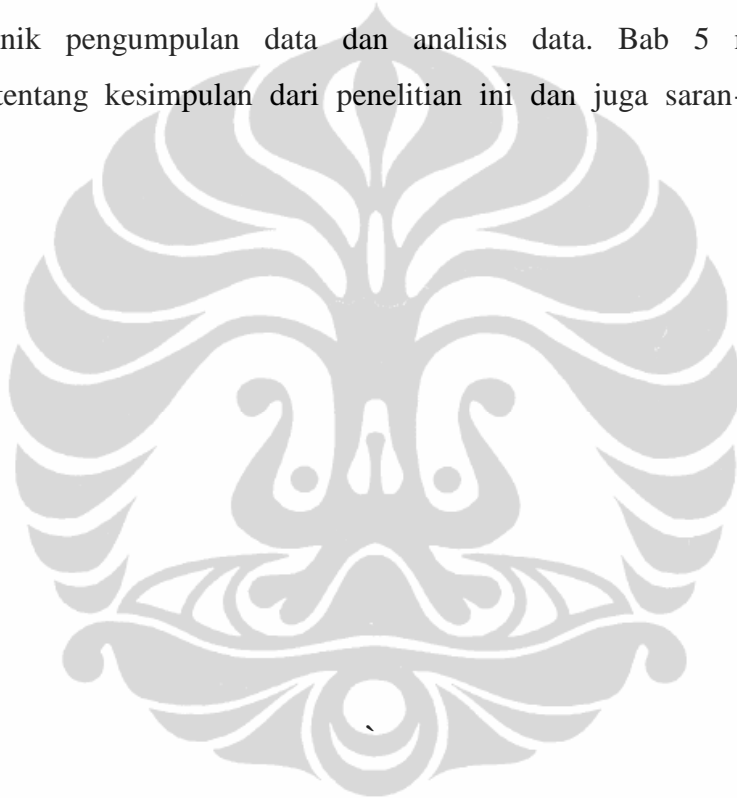 nik pengumpulan data dan analisis data. Bab 5
tentang kesimpulan dari penelitian ini dan juga saran-
`